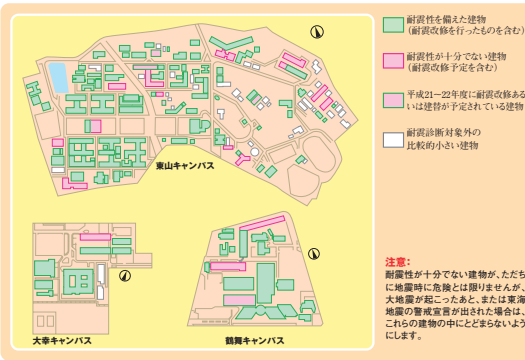 耐震性を備えた建物
（耐震改修を行ったものを含む）
耐震性が十分でない建物
（耐震改修予定を含む）
平成21−22年度に耐震改修ある
いは建替が予定されている建物
耐震診断対象外の
比較的小さい建物
東山キャンパス
大幸キャンパス
鶴舞キャンパス
注意：
耐震性が十分でない建物が、ただち
に地震時に危険とは限りませんが、
大地震が起こったあと、または東海
地震の警戒宣言が出された場合は、
これらの建物の中にとどまらないよう
にします。